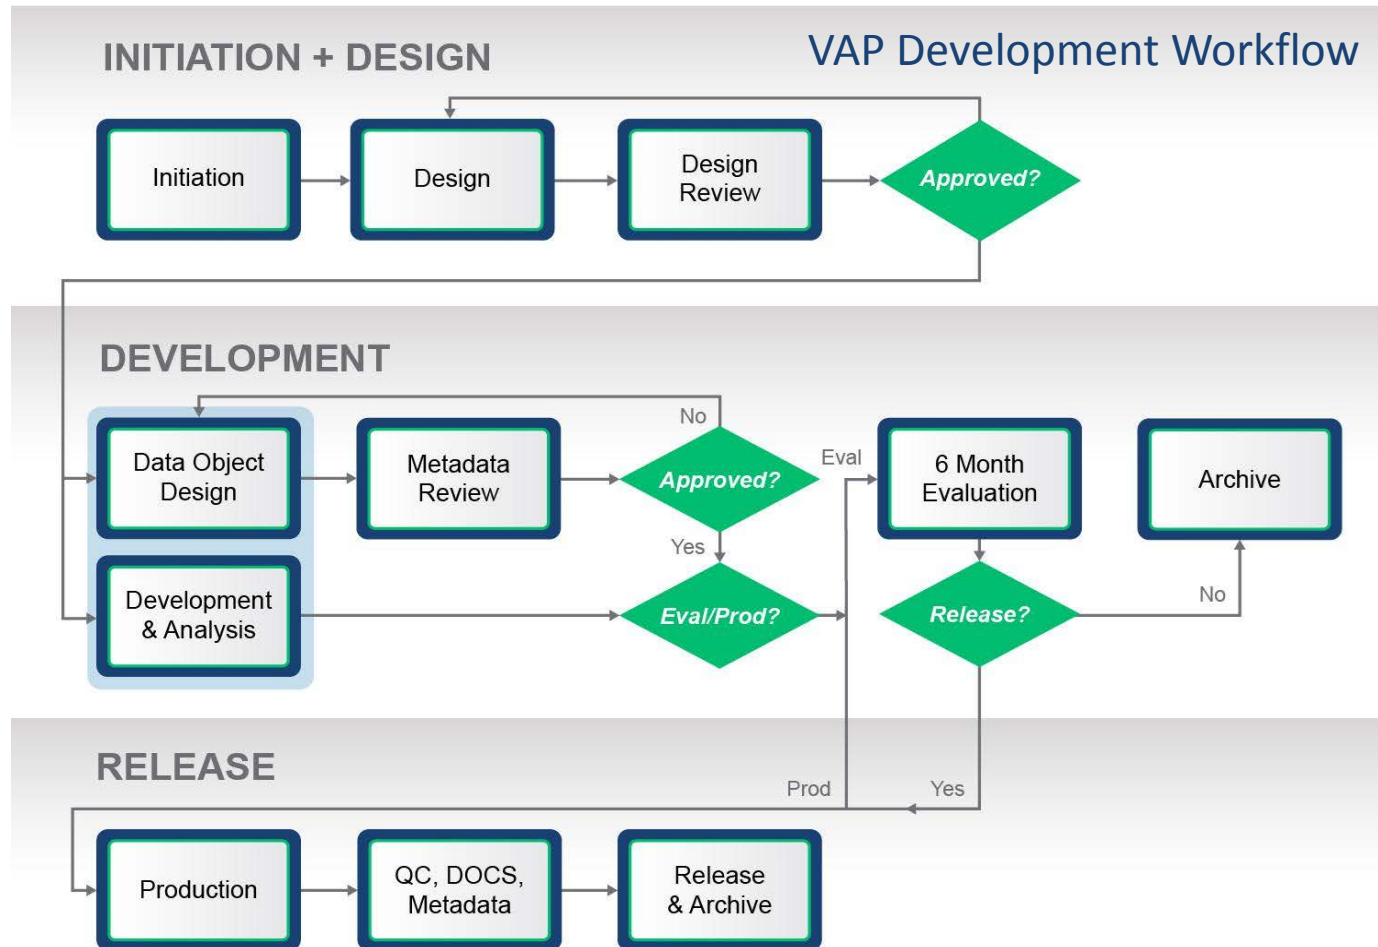 INITIATION + DESIGN
VAP Development Workflow
Initiation
Design
Design
Review
Approved?
DEVELOPMENT
Data Object
Design
Metadata
Review
No
Approved?
Yes
Eval
6 Month
Evaluation
Archive
Development
& Analysis
Eval/Prod?
Release?
No
RELEASE
Prod
Yes
Production
QC, DOCS,
Metadata
Release
& Archive